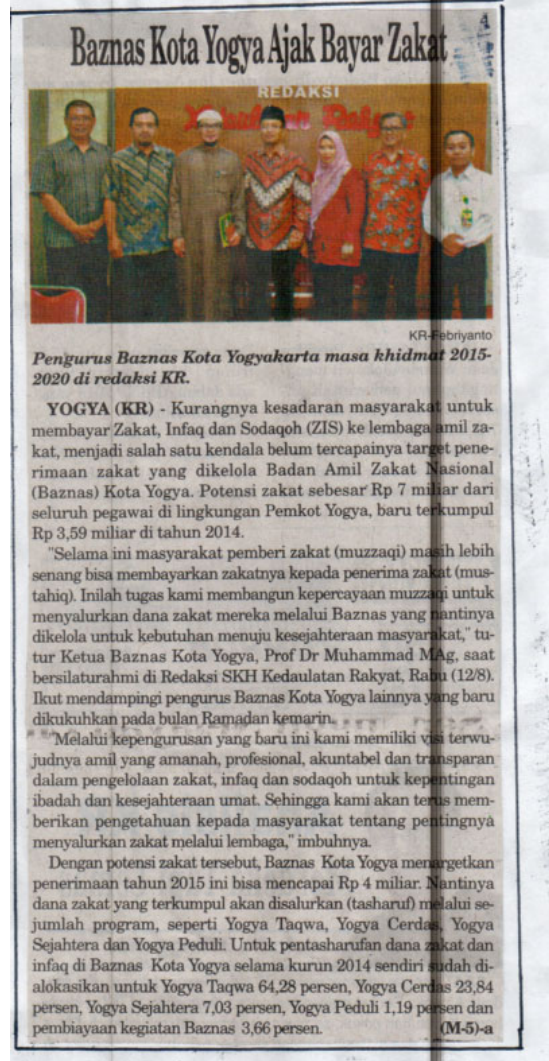 4
Baznas Kota Yogya Ajak Bayar Zakat
REDAKSI
Kedaulatan Rakyat
KR-Febriyanto
Pengurus Baznas Kota Yogyakarta masa khidmat 2015-
2020 di redaksi KR.
YOGYA (KR) - Kurangnya kesadaran masyarakat untuk
membayar Zakat, Infaq dan Sodaqoh (ZIS) ke lembaga amil za-
kat, menjadi salah satu kendala belum tercapainya target pene-
rimaan zakat yang dikelola Badan Amil Zakat Nasional
(Baznas) Kota Yogya. Potensi zakat sebesar Rp 7 miliar dari
seluruh pegawai di lingkungan Pemkot Yogya, baru terkumpul
Rp 3,59 miliar di tahun 2014.
"Selama ini masyarakat pemberi zakat (muzzaqi) masih lebih
senang bisa membayarkan zakatnya kepada penerima zakat (mus-
tahiq). Inilah tugas kami membangun kepercayaan muzzaqi untuk
menyalurkan dana zakat mereka melalui Baznas yang nantinya
dikelola untuk kebutuhan menuju kesejahteraan masyarakat," tu-
tur Ketua Baznas Kota Yogya, Prof Dr Muhammad MAg, saat
bersilaturahmi di Redaksi SKH Kedaulatan Rakyat, Rabu (12/8).
Ikut mendampingi pengurus Baznas Kota Yogya lainnya yang baru
dikukuhkan pada bulan Ramadan kemarin.
"Melalui kepengurusan yang baru ini kami memiliki visi terwu-
judnya amil yang amanah, profesional, akuntabel dan transparan
dalam pengelolaan zakat, infaq dan sodaqoh untuk kepentingan
ibadah dan kesejahteraan umat. Sehingga kami akan terus mem-
berikan pengetahuan kepada masyarakat tentang pentingnya
menyalurkan zakat melalui lembaga," imbuhnya.
Dengan potensi zakat tersebut, Baznas Kota Yogya menargetkan
penerimaan tahun 2015 ini bisa mencapai Rp 4 miliar. Nantinya
dana zakat yang terkumpul akan disalurkan (tasharuf) melalui se-
jumlah program, seperti Yogya Taqwa, Yogya Cerdas, Yogya
Sejahtera dan Yogya Peduli. Untuk pentasharufan dana zakat dan
infaq di Baznas Kota Yogya selama kurun 2014 sendiri sudah di-
alokasikan untuk Yogya Taqwa 64,28 persen, Yogya Cerdas 23,84
persen, Yogya Sejahtera 7,03 persen, Yogya Peduli 1,19 persen dan
pembiayaan kegiatan Baznas 3,66 persen. (M-5)-a